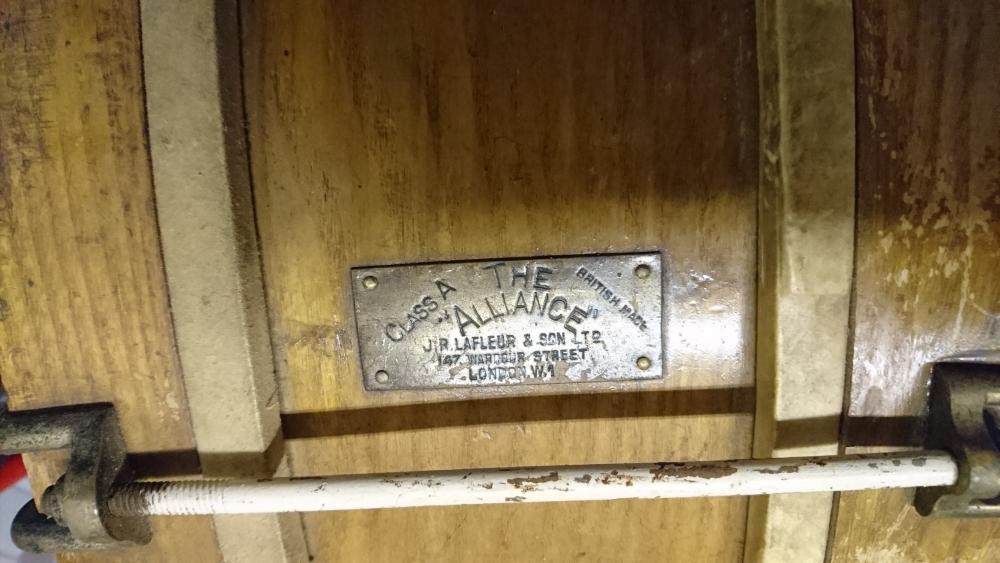 CLASS A
THE
"ALLIANCE"
BRITISH MADE
J.R. LAFLEUR & SON LTD
147, WARDOUR STREET
LONDON. W.1